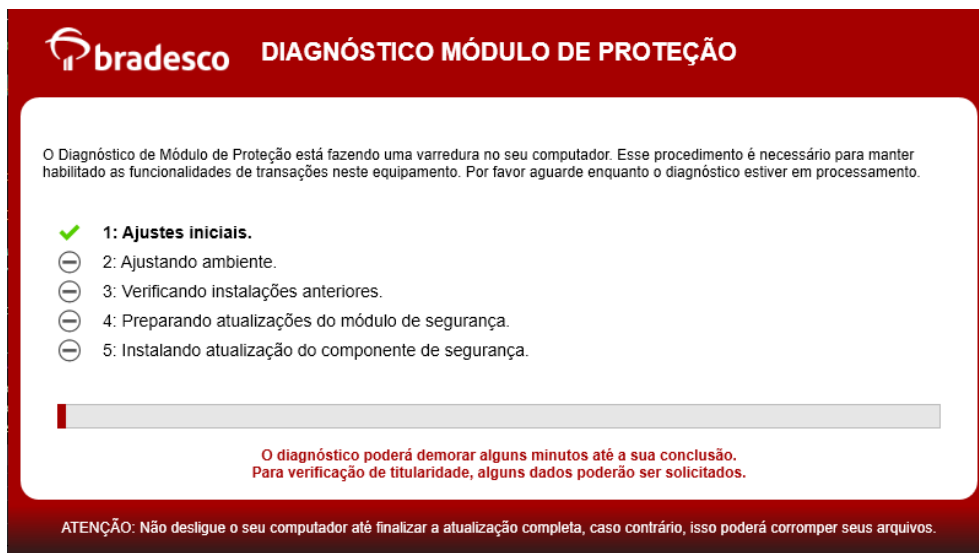 bradesco DIAGNÓSTICO MÓDULO DE PROTEÇÃO
O Diagnóstico de Módulo de Proteção está fazendo uma varredura no seu computador. Esse procedimento é necessário para manter
habilitado as funcionalidades de transações neste equipamento. Por favor aguarde enquanto o diagnóstico estiver em processamento.
1: Ajustes iniciais.
2: Ajustando ambiente.
3: Verificando instalações anteriores.
4: Preparando atualizações do módulo de segurança.
5: Instalando atualização do componente de segurança.
O diagnóstico poderá demorar alguns minutos até a sua conclusão.
Para verificação de titularidade, alguns dados poderão ser solicitados.
ATENÇÃO: Não desligue o seu computador até finalizar a atualização completa, caso contrário, isso poderá corromper seus arquivos.